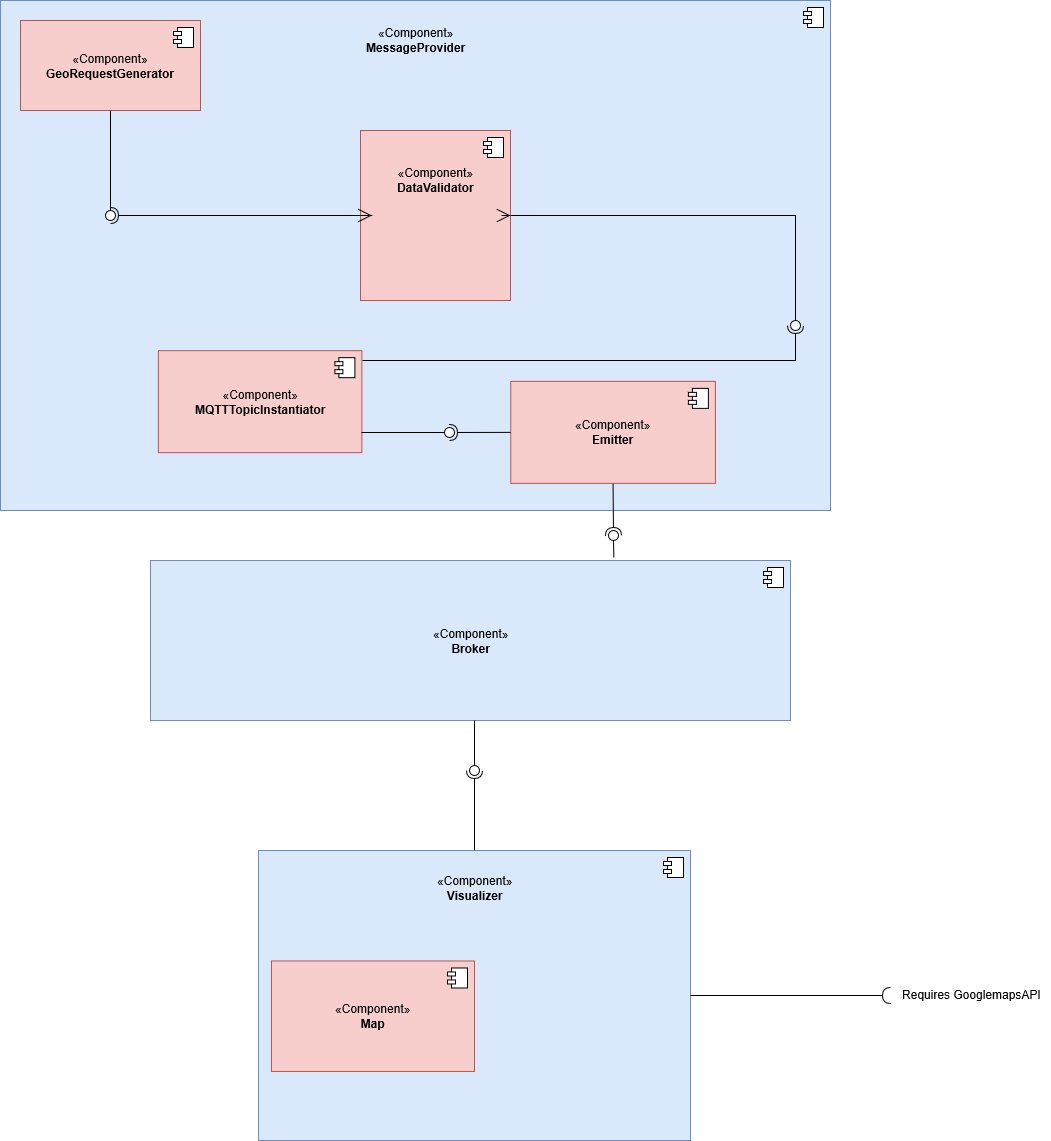 «Component»
MessageProvider
«Component»
GeoRequestGenerator
«Component»
DataValidator
«Component»
MQTTTopicInstantiator
«Component»
Emitter
«Component»
Broker
«Component»
Visualizer
«Component»
Map
Requires GooglemapsAPI